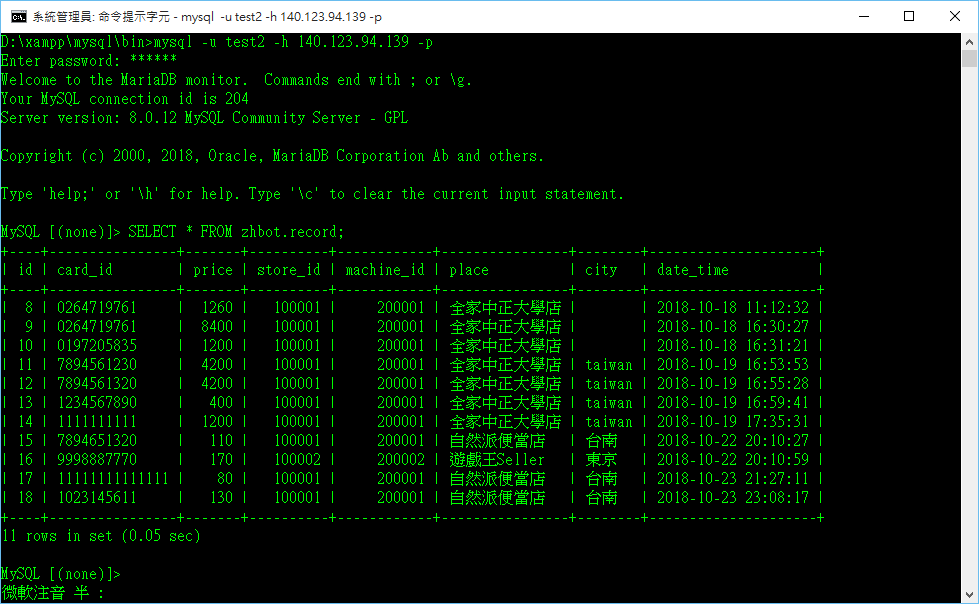 系統管理員: 命令提示字元 - mysql  -u test2 -h 140.123.94.139 -p
D:\xampp\mysql\bin>mysql -u test2 -h 140.123.94.139 -p
Enter password: ******
Welcome to the MariaDB monitor.  Commands end with ; or \g.
Your MySQL connection id is 204
Server version: 8.0.12 MySQL Community Server - GPL

Copyright (c) 2000, 2018, Oracle, MariaDB Corporation Ab and others.

Type 'help;' or '\h' for help. Type '\c' to clear the current input statement.

MySQL [(none)]> SELECT * FROM zhbot.record;
+----+----------------+-------+----------+------------+----------------+--------+---------------------+
| id | card_id        | price | store_id | machine_id | place          | city   | date_time           |
+----+----------------+-------+----------+------------+----------------+--------+---------------------+
|  8 | 0264719761     |  1260 |   100001 |     200001 | 全家中正大學店 |        | 2018-10-18 11:12:32 |
|  9 | 0264719761     |  8400 |   100001 |     200001 | 全家中正大學店 |        | 2018-10-18 16:30:27 |
| 10 | 0197205835     |  1200 |   100001 |     200001 | 全家中正大學店 |        | 2018-10-18 16:31:21 |
| 11 | 7894561230     |  4200 |   100001 |     200001 | 全家中正大學店 | taiwan | 2018-10-19 16:53:53 |
| 12 | 7894561320     |  4200 |   100001 |     200001 | 全家中正大學店 | taiwan | 2018-10-19 16:55:28 |
| 13 | 1234567890     |   400 |   100001 |     200001 | 全家中正大學店 | taiwan | 2018-10-19 16:59:41 |
| 14 | 1111111111     |  1200 |   100001 |     200001 | 全家中正大學店 | taiwan | 2018-10-19 17:35:31 |
| 15 | 7894651320     |   110 |   100001 |     200001 | 自然派便當店   | 台南   | 2018-10-22 20:10:27 |
| 16 | 9998887770     |   170 |   100002 |     200002 | 遊戲王Seller   | 東京   | 2018-10-22 20:10:59 |
| 17 | 11111111111111 |    80 |   100001 |     200001 | 自然派便當店   | 台南   | 2018-10-23 21:27:11 |
| 18 | 1023145611     |   130 |   100001 |     200001 | 自然派便當店   | 台南   | 2018-10-23 23:08:17 |
+----+----------------+-------+----------+------------+----------------+--------+---------------------+
11 rows in set (0.05 sec)

MySQL [(none)]>
微軟注音 半 :